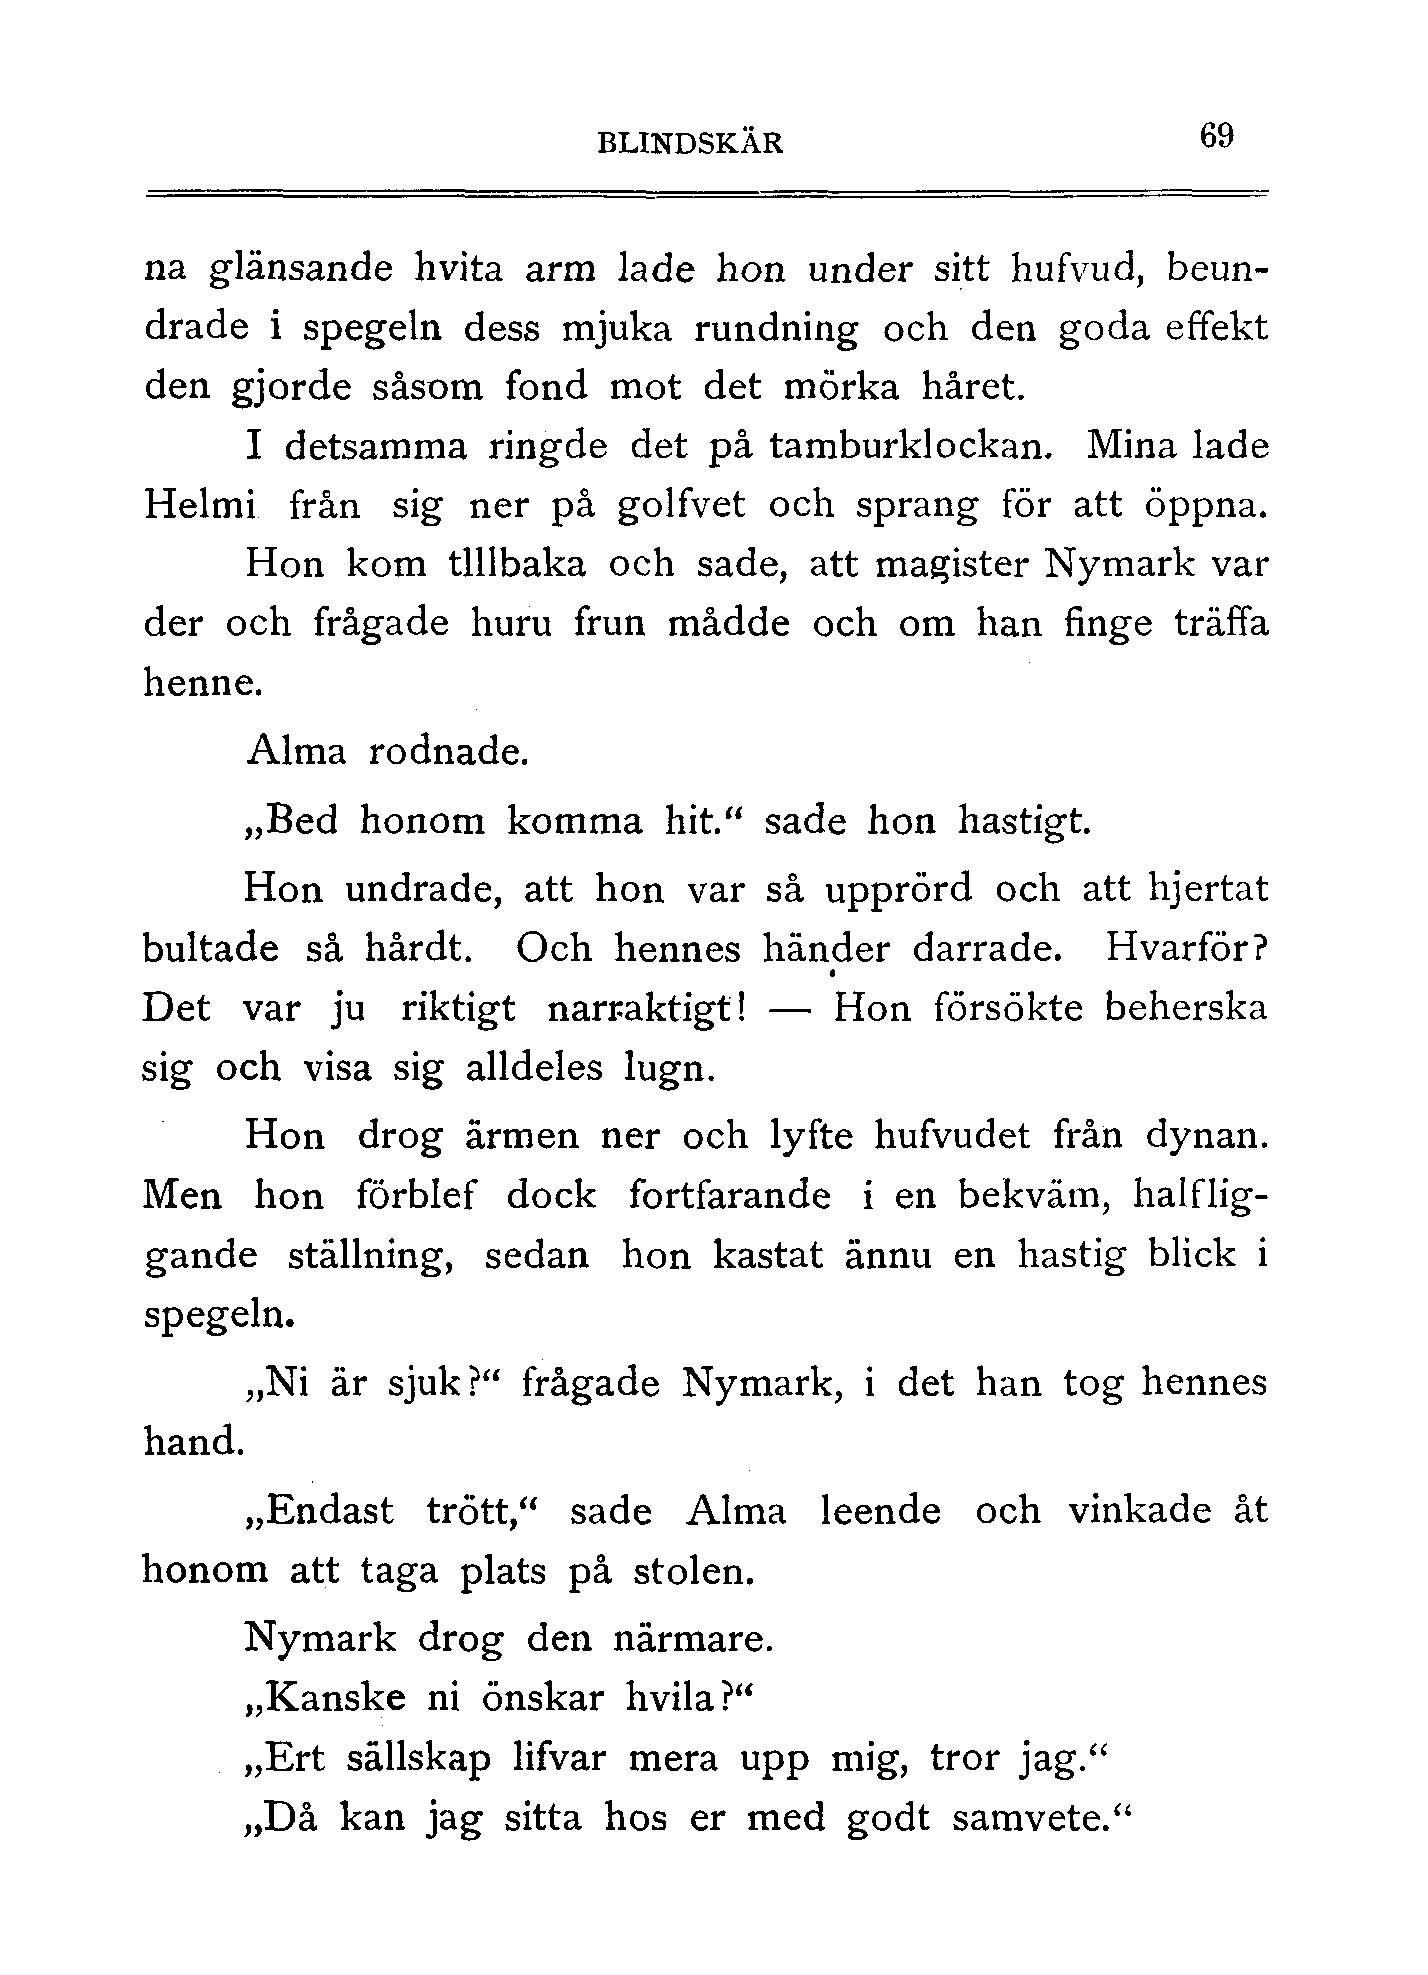 BLINDSKÄR 69
na glänsande hvita arm lade hon under sitt hufvud, beun-
drade i spegeln dess mjuka rundning och den goda effekt
den gjorde såsom fond mot det mörka håret.
I detsamma ringde det på tamburklockan. Mina lade
Helmi från sig ner på golfvet och sprang för att öppna.
Hon kom tlllbaka och sade, att magister Nymark var
der och frågade huru frun mådde och om han finge träffa
henne.
Alma rodnade.
„Bed honom komma hit.“ sade hon hastigt.
Hon undrade, att hon var så upprörd och att hjertat
bultade så hårdt. Och hennes händer darrade. Hvarför?
Det var ju riktigt narraktigt! — Hon försökte beherska
sig och visa sig alldeles lugn.
Hon drog ärmen ner och lyfte hufvudet från dynan.
Men hon förblef dock fortfarande i en bekväm, halflig-
gande ställning, sedan hon kastat ännu en hastig blick i
spegeln.
„Ni är sjuk?“ frågade Nymark, i det han tog hennes
hand.
„Endast trött,“ sade Alma leende och vinkade åt
honom att taga plats på stolen.
Nymark drog den närmare.
„Kanske ni önskar hvila?“
„Ert sällskap lifvar mera upp mig, tror jag.“
„Då kan jag sitta hos er med godt samvete.“